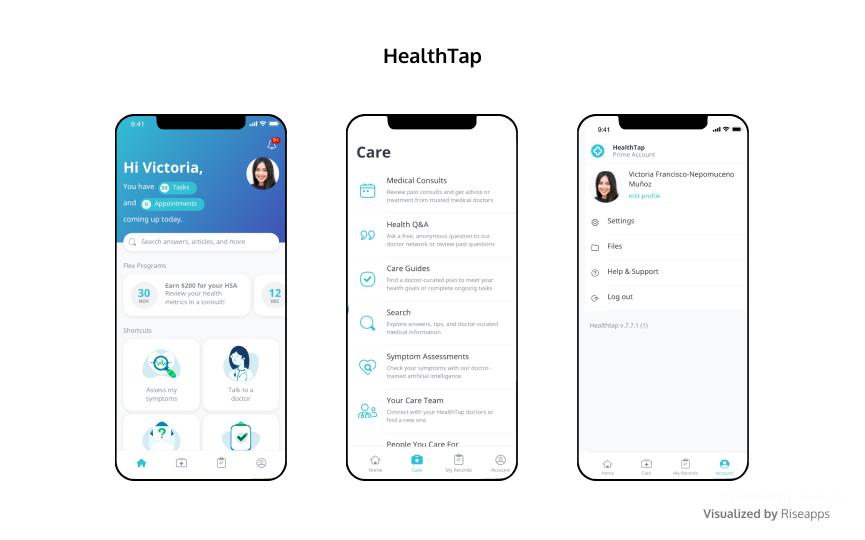 HealthTap
9:41
9+
Hi Victoria,
You have 30 Tasks
and 0 Appointments
coming up today.
Search answers, articles, and more
Flex Programs
30
NOV
Earn $200 for your HSA
Review your health
metrics in a consult!
12
DEC
Shortcuts
Assess my
symptoms
Talk to a
doctor
?
Care
Medical Consults
Review past consults and get advice or
treatment from trusted medical doctors
Health Q&A
Ask a free, anonymous question to our
doctor network or review past questions
Care Guides
Find a doctor-curated plan to meet your
health goals or complete ongoing tasks
Search
Explore answers, tips, and doctor-curated
medical information
Symptom Assessments
Check your symptoms with our doctor-
trained artificial intelligence
Your Care Team
Connect with your HealthTap doctors or
find a new one
People You Care For
Home Care My Records Account
9:41
HealthTap
Prime Account
Victoria Francisco-Nepomuceno
Muñoz
edit profile
Settings
Files
Help & Support
Log out
Healthtap v.7.7.1 (1)
Home Care My Records Account
Visualized by Riseapps